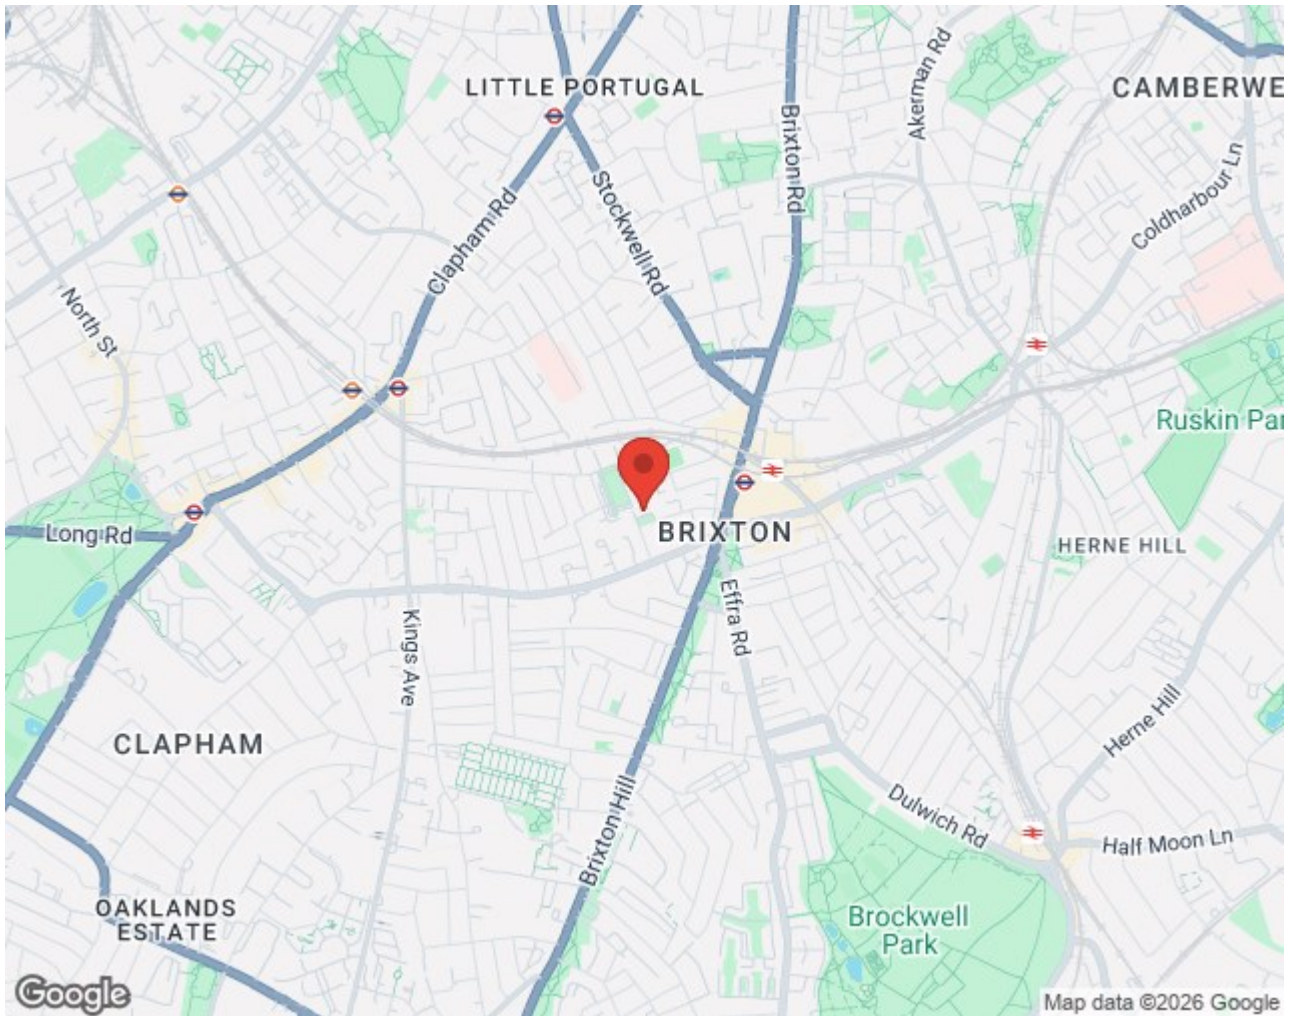 LITTLE PORTUGAL
CAMBERWE
Akerman Rd
Brixton Rd
Coldharbour Ln
Stockwell Rd
Clapham Rd
North St
Ruskin Par
Long Rd
BRIXTON
HERNE HILL
Effra Rd
Kings Ave
Herne Hill
CLAPHAM
Brixton Hill
Dulwich Rd
Half Moon Ln
OAKLANDS
ESTATE
Brockwell
Park
Google
Map data ©2026 Google